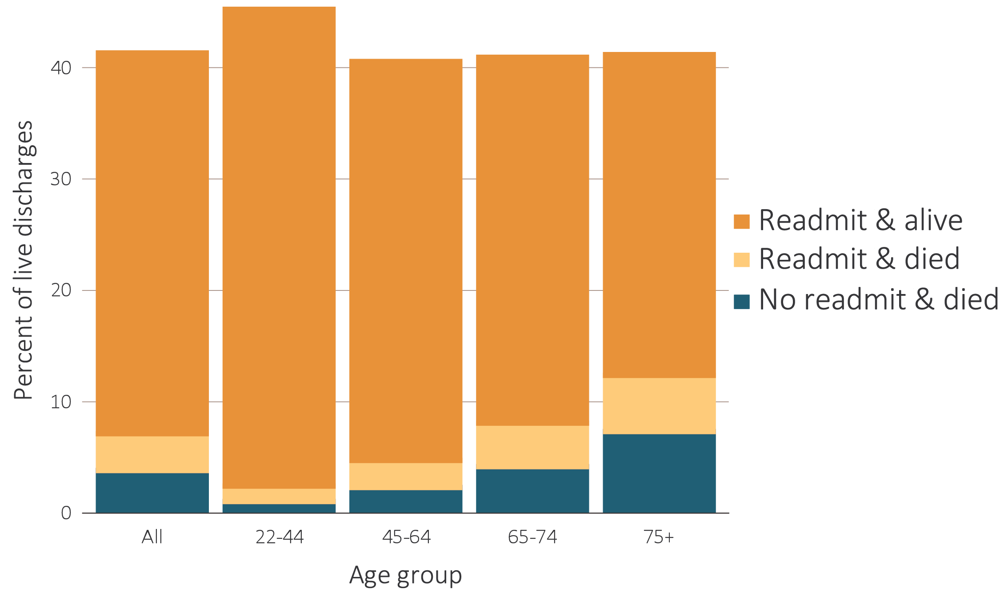 Percent of live discharges
40
30
20
10
0
All
22-44
45-64
65-74
75+
Age group
Readmit & alive
Readmit & died
No readmit & died